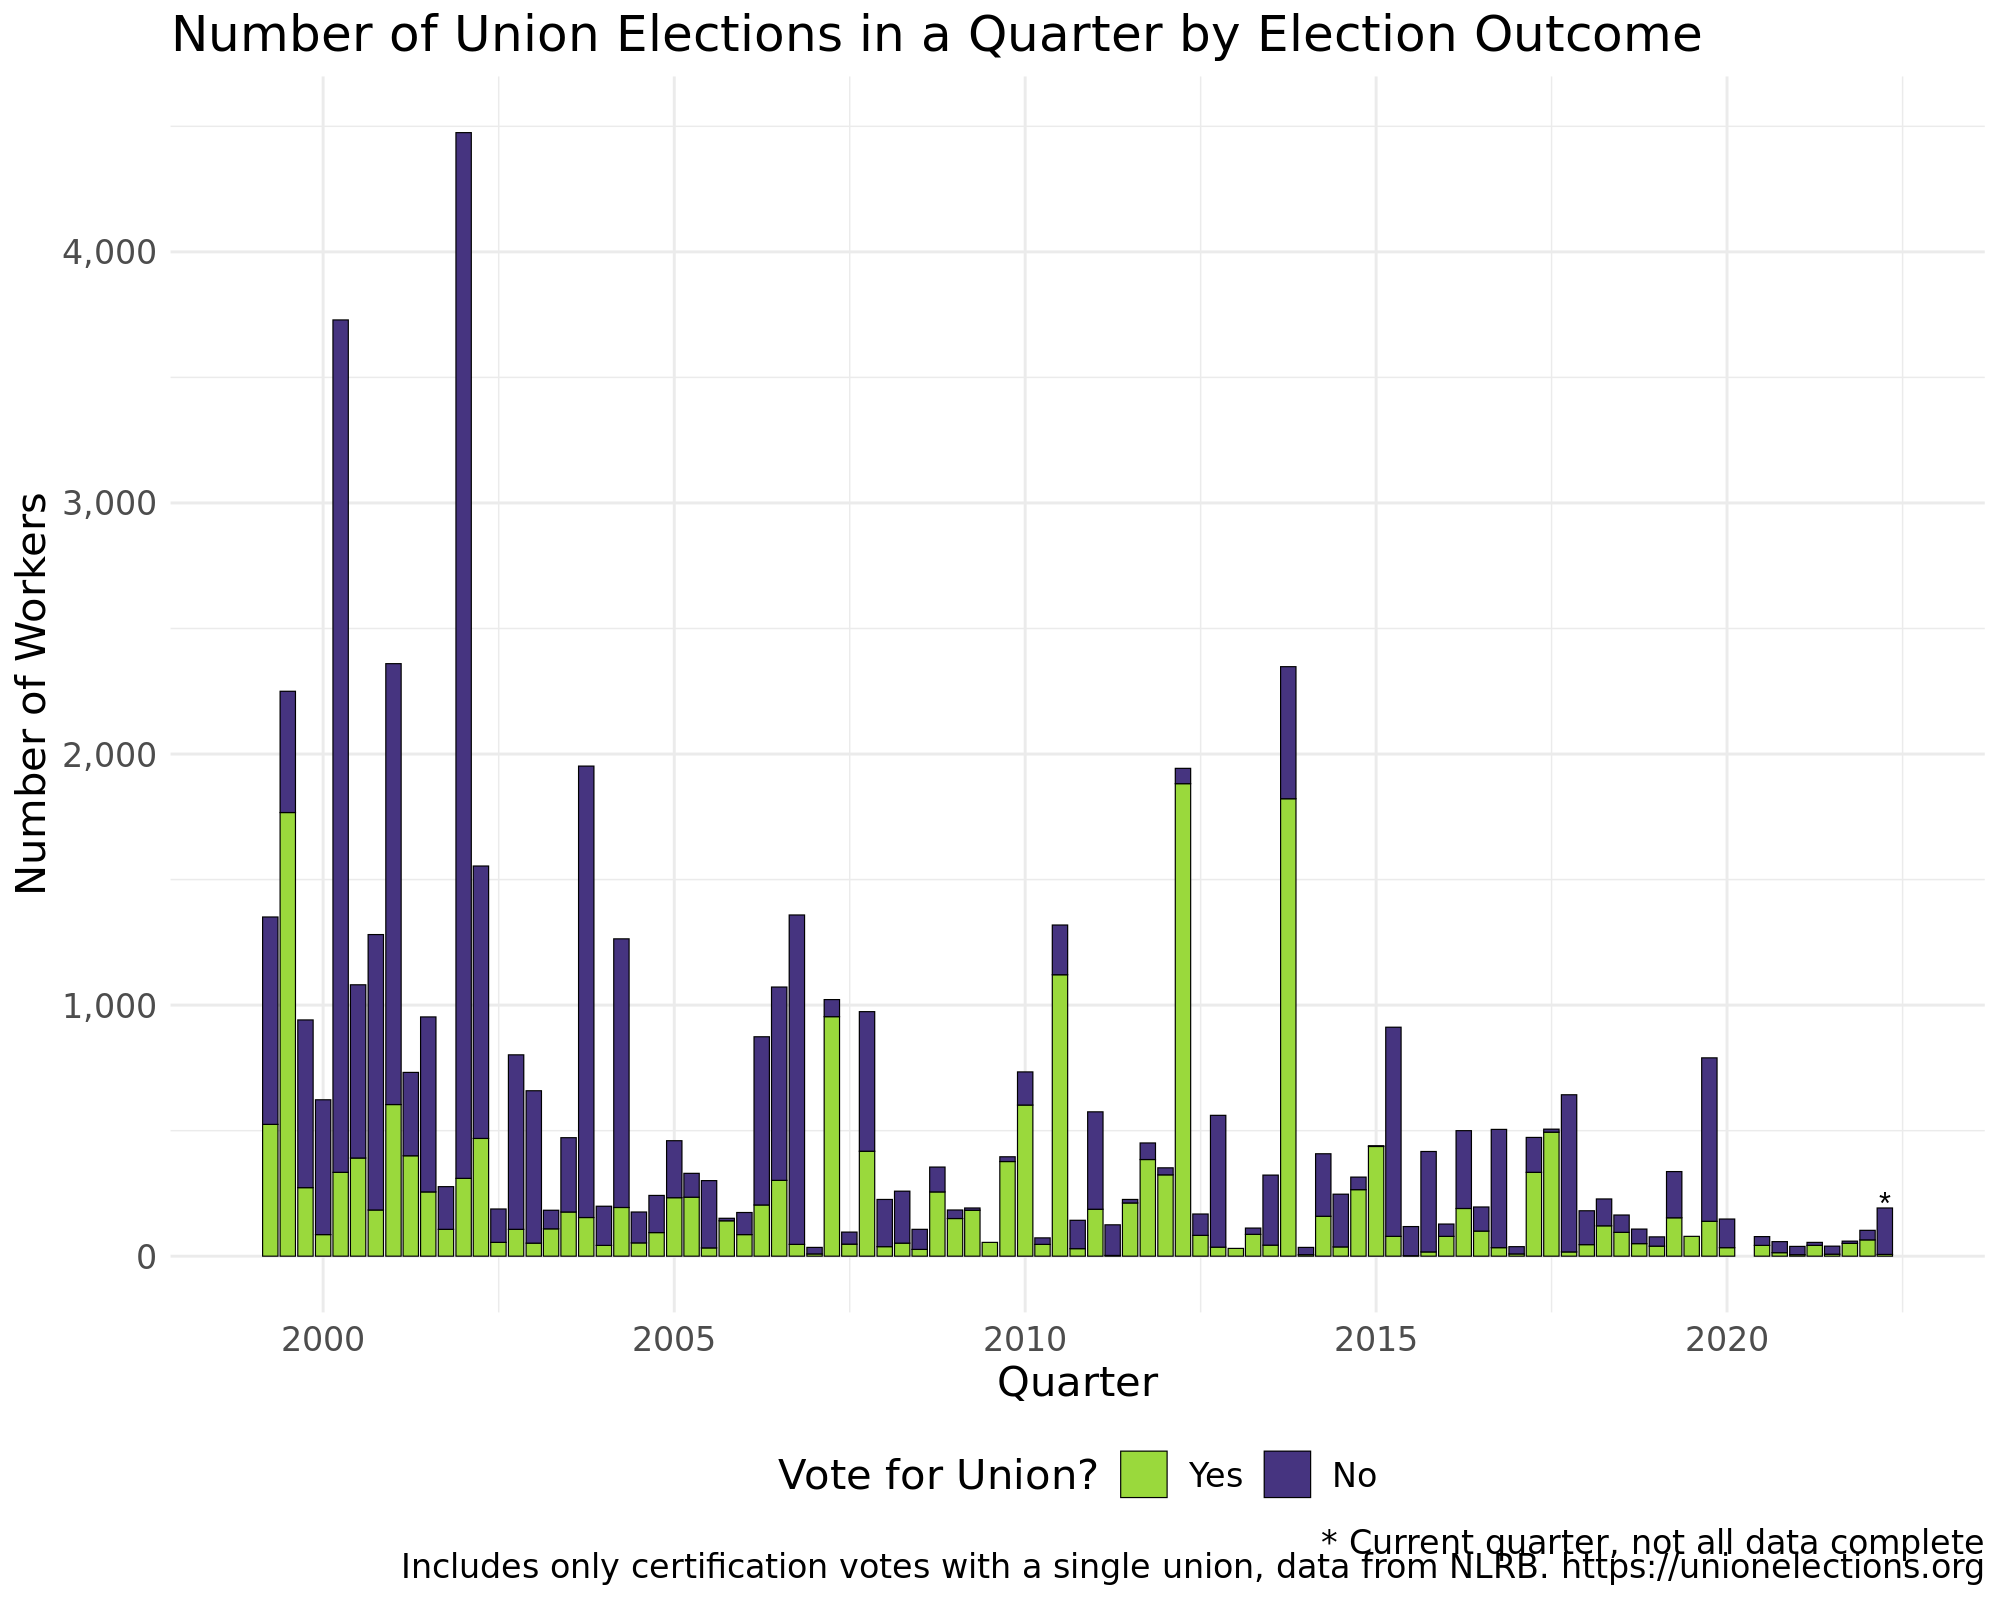 Number of Union Elections in a Quarter by Election Outcome
Number of Workers
4,000
3,000
2,000
1,000
0
*
2000 2005 2010 2015 2020
Quarter
Vote for Union? Yes No
* Current quarter, not all data complete
Includes only certification votes with a single union, data from NLRB. https://unionelections.org